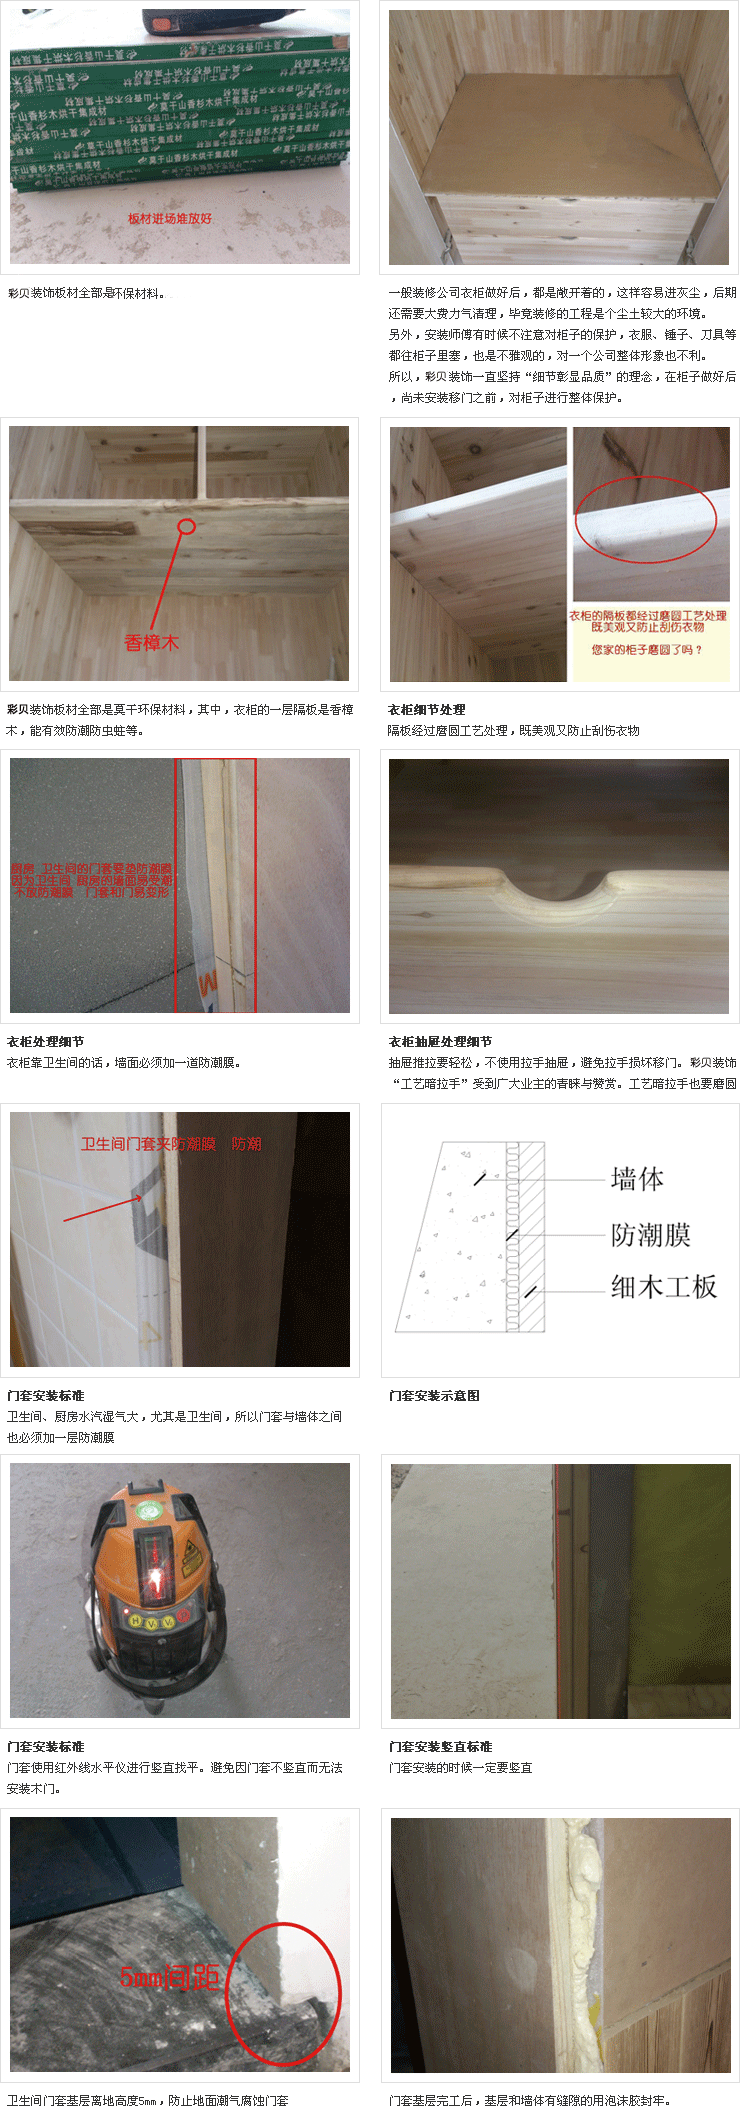 莫干山香杉木烘干集成材
板材进场堆放好
彩贝装饰板材全部是环保材料。
一般装修公司衣柜做好后，都是敞开着的，这样容易进灰尘，后期
还需要大费力气清理，毕竟装修的工程是个尘土较大的环境。
另外，安装师傅有时候不注意对柜子的保护，衣服、锤子、刀具等
都往柜子里塞，也是不雅观的，对一个公司整体形象也不利。
所以，彩贝装饰一直坚持“细节彰显品质”的理念，在柜子做好后
，尚未安装移门之前，对柜子进行整体保护。
香樟木
衣柜的隔板都经过磨圆工艺处理
既美观又防止刮伤衣物
您家的柜子磨圆了吗？
彩贝装饰板材全部是莫干环保材料，其中，衣柜的一层隔板是香樟
木，能有效防潮防虫蛀等。
衣柜细节处理
隔板经过磨圆工艺处理，既美观又防止刮伤衣物
厨房 卫生间的门套要垫防潮膜
因为卫生间 厨房的墙面易受潮
不放防潮膜 门套和门易变形
衣柜处理细节
衣柜靠卫生间的话，墙面必须加一道防潮膜。
衣柜抽屉处理细节
抽屉推拉要轻松，不使用拉手抽屉，避免拉手损坏移门。彩贝装饰
“工艺暗拉手”受到广大业主的青睐与赞赏。工艺暗拉手也要磨圆
卫生间门套夹防潮膜 防潮
墙体
防潮膜
细木工板
门套安装标准
卫生间、厨房水汽湿气大，尤其是卫生间，所以门套与墙体之间
也必须加一层防潮膜
门套安装示意图
H V V
门套安装标准
门套使用红外线水平仪进行竖直找平。避免因门套不竖直而无法
安装木门。
门套安装竖直标准
门套安装的时候一定要竖直
5mm间距
卫生间门套基层离地高度5mm，防止地面潮气腐蚀门套
门套基层完工后，基层和墙体有缝隙的用泡沫胶封牢。